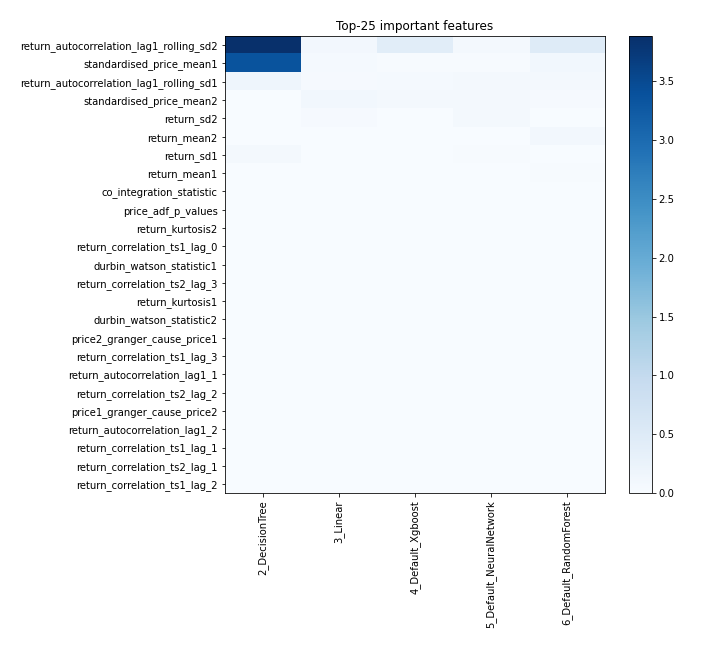 Top-25 important features
return_autocorrelation_lag1_rolling_sd2
standardised_price_mean1
return_autocorrelation_lag1_rolling_sd1
standardised_price_mean2
return_sd2
return_mean2
return_sd1
return_mean1
co_integration_statistic
price_adf_p_values
return_kurtosis2
return_correlation_ts1_lag_0
durbin_watson_statistic1
return_correlation_ts2_lag_3
return_kurtosis1
durbin_watson_statistic2
price2_granger_cause_price1
return_correlation_ts1_lag_3
return_autocorrelation_lag1_1
return_correlation_ts2_lag_2
price1_granger_cause_price2
return_autocorrelation_lag1_2
return_correlation_ts1_lag_1
return_correlation_ts2_lag_1
return_correlation_ts1_lag_2
2_DecisionTree
3_Linear
4_Default_Xgboost
5_Default_NeuralNetwork
6_Default_RandomForest
3.5
3.0
2.5
2.0
1.5
1.0
0.5
0.0